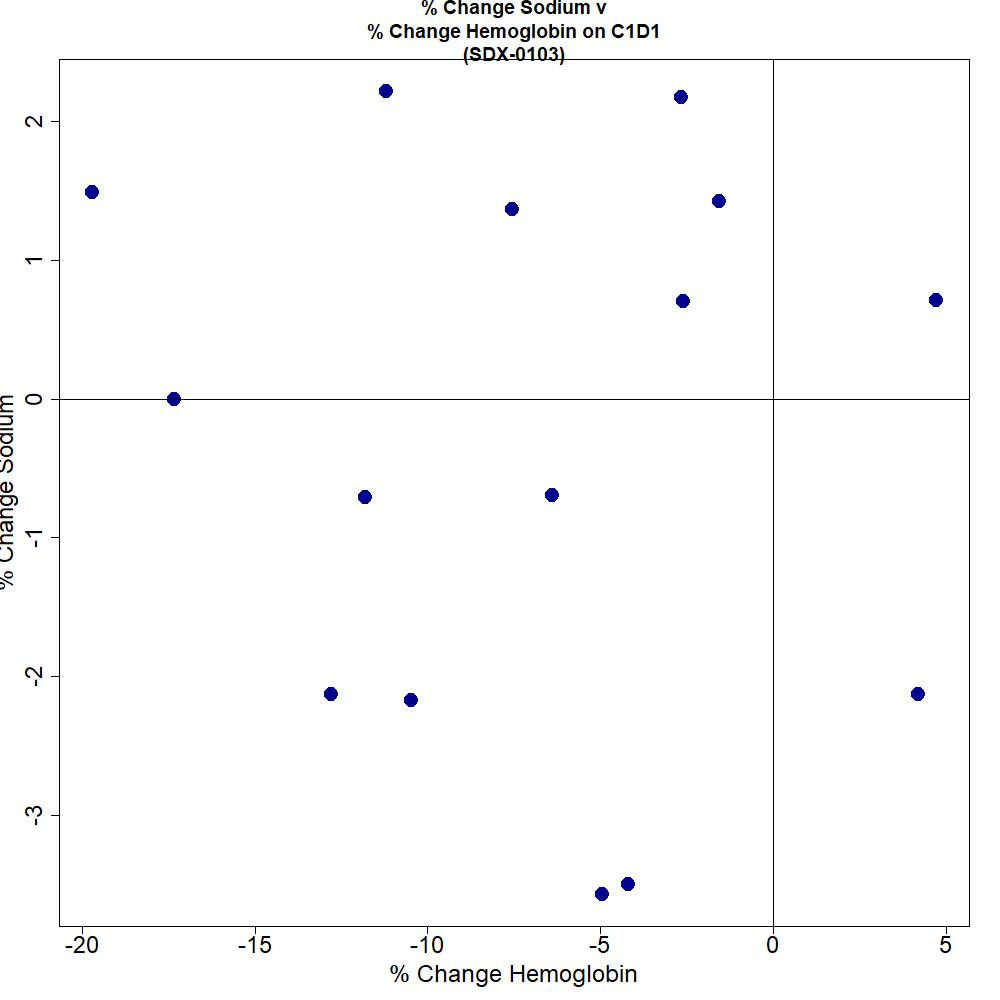 % Change Sodium v
% Change Hemoglobin on C1D1
(SDX-0103)
2
1
0
-1
-2
-3
% Change Sodium
-20
-15
-10
-5
0
5
% Change Hemoglobin